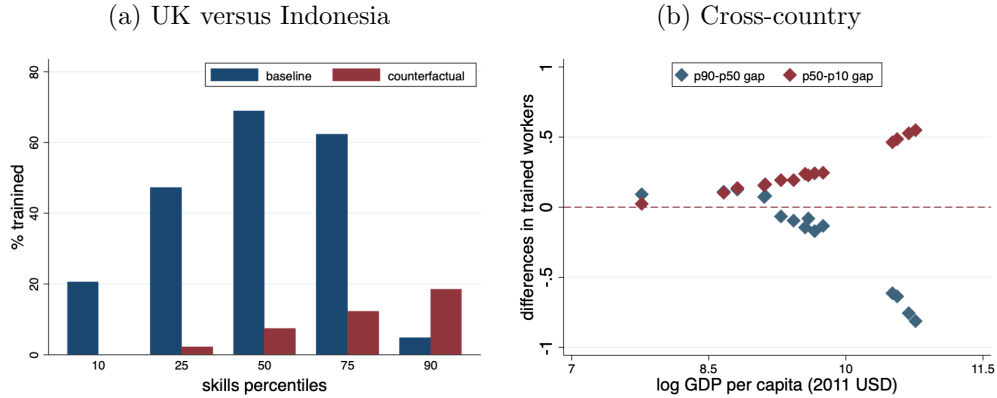 (a) UK versus Indonesia
baseline counterfactual
80
60
40
20
0
% trainined
10 25 50 75 90
skills percentiles
(b) Cross-country
p90-p50 gap p50-p10 gap
1
.5
0
-.5
-1
differences in trained workers
7 8.5 10 11.5
log GDP per capita (2011 USD)